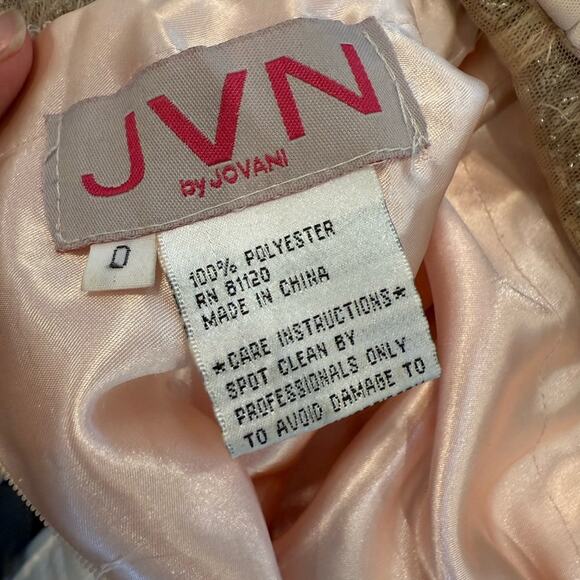 JVN
by JOVANI
0
100% POLYESTER
RN 81120
MADE IN CHINA
*CARE INSTRUCTIONS*
SPOT CLEAN BY
PROFESSIONALS ONLY
TO AVOID DAMAGE TO